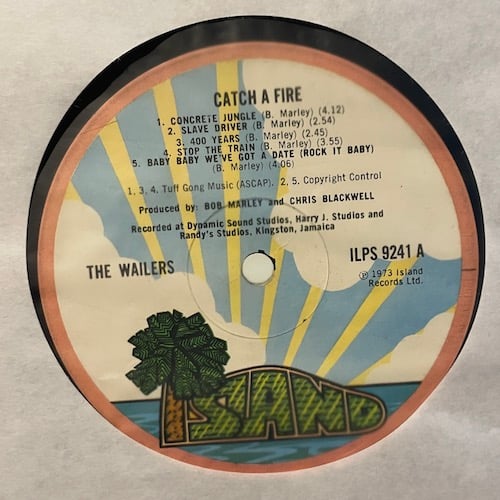 CATCH A FIRE
1. CONCRETE JUNGLE (B. Marley) (4.12)
2. SLAVE DRIVER (B. Marley) (2.54)
3. 400 YEARS (B. Marley) (2.45)
4. STOP THE TRAIN (B. Marley) (3.55)
5. BABY BABY WE'VE GOT A DATE (ROCK IT BABY)
(B. Marley) (4.06)
1, 3, 4, Tuff Gong Music (ASCAP). 2, 5. Copyright Control
Produced by: BOB MARLEY and CHRIS BLACKWELL
Recorded at Dynamic Sound Studios, Harry J. Studios and
Randy's Studios, Kingston, Jamaica
THE WAILERS
ILPS 9241 A
℗ 1973 Island
Records Ltd.
ISLAND